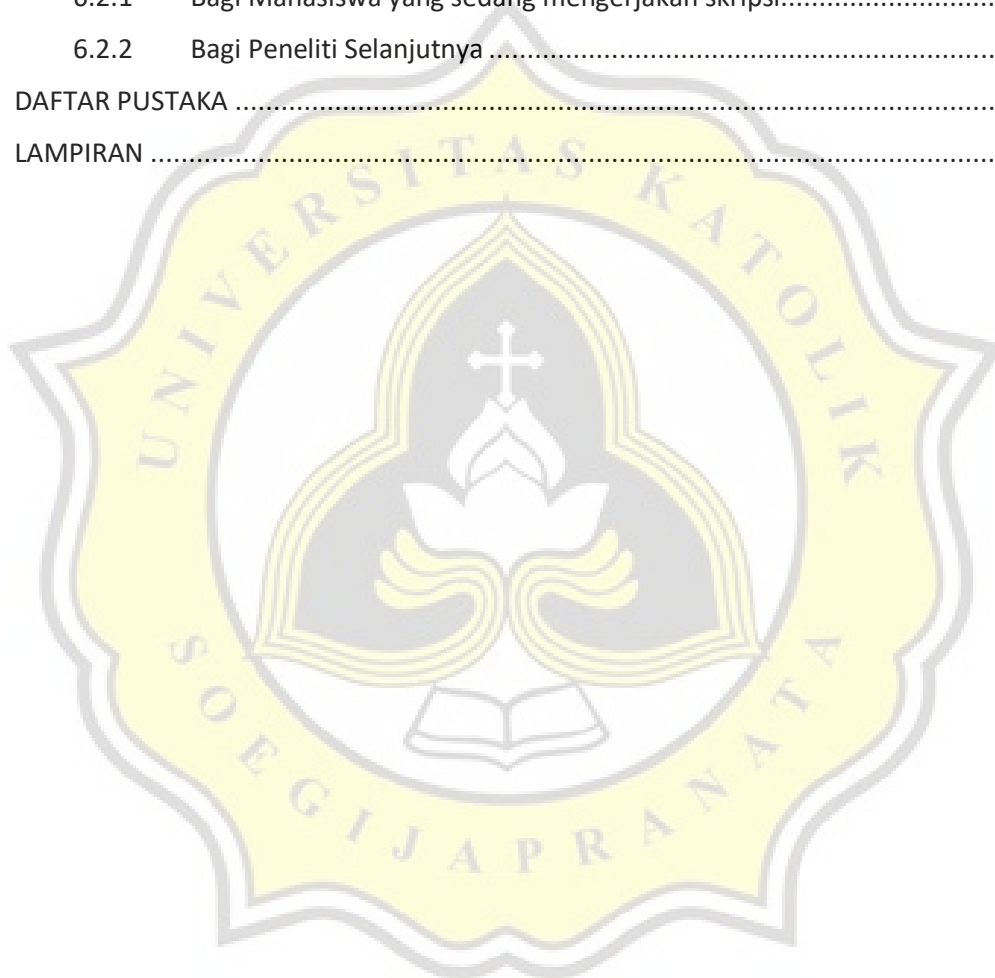 6.2.1 Bagi Mahasiswa yang sedang mengerjakan skripsi..............................
6.2.2 Bagi Peneliti Selanjutnya ......................................................................
DAFTAR PUSTAKA ..............................................................................................
LAMPIRAN ..........................................................................................................
UNIVERSITAS KATOLIK
SOEGIJAPRANATA